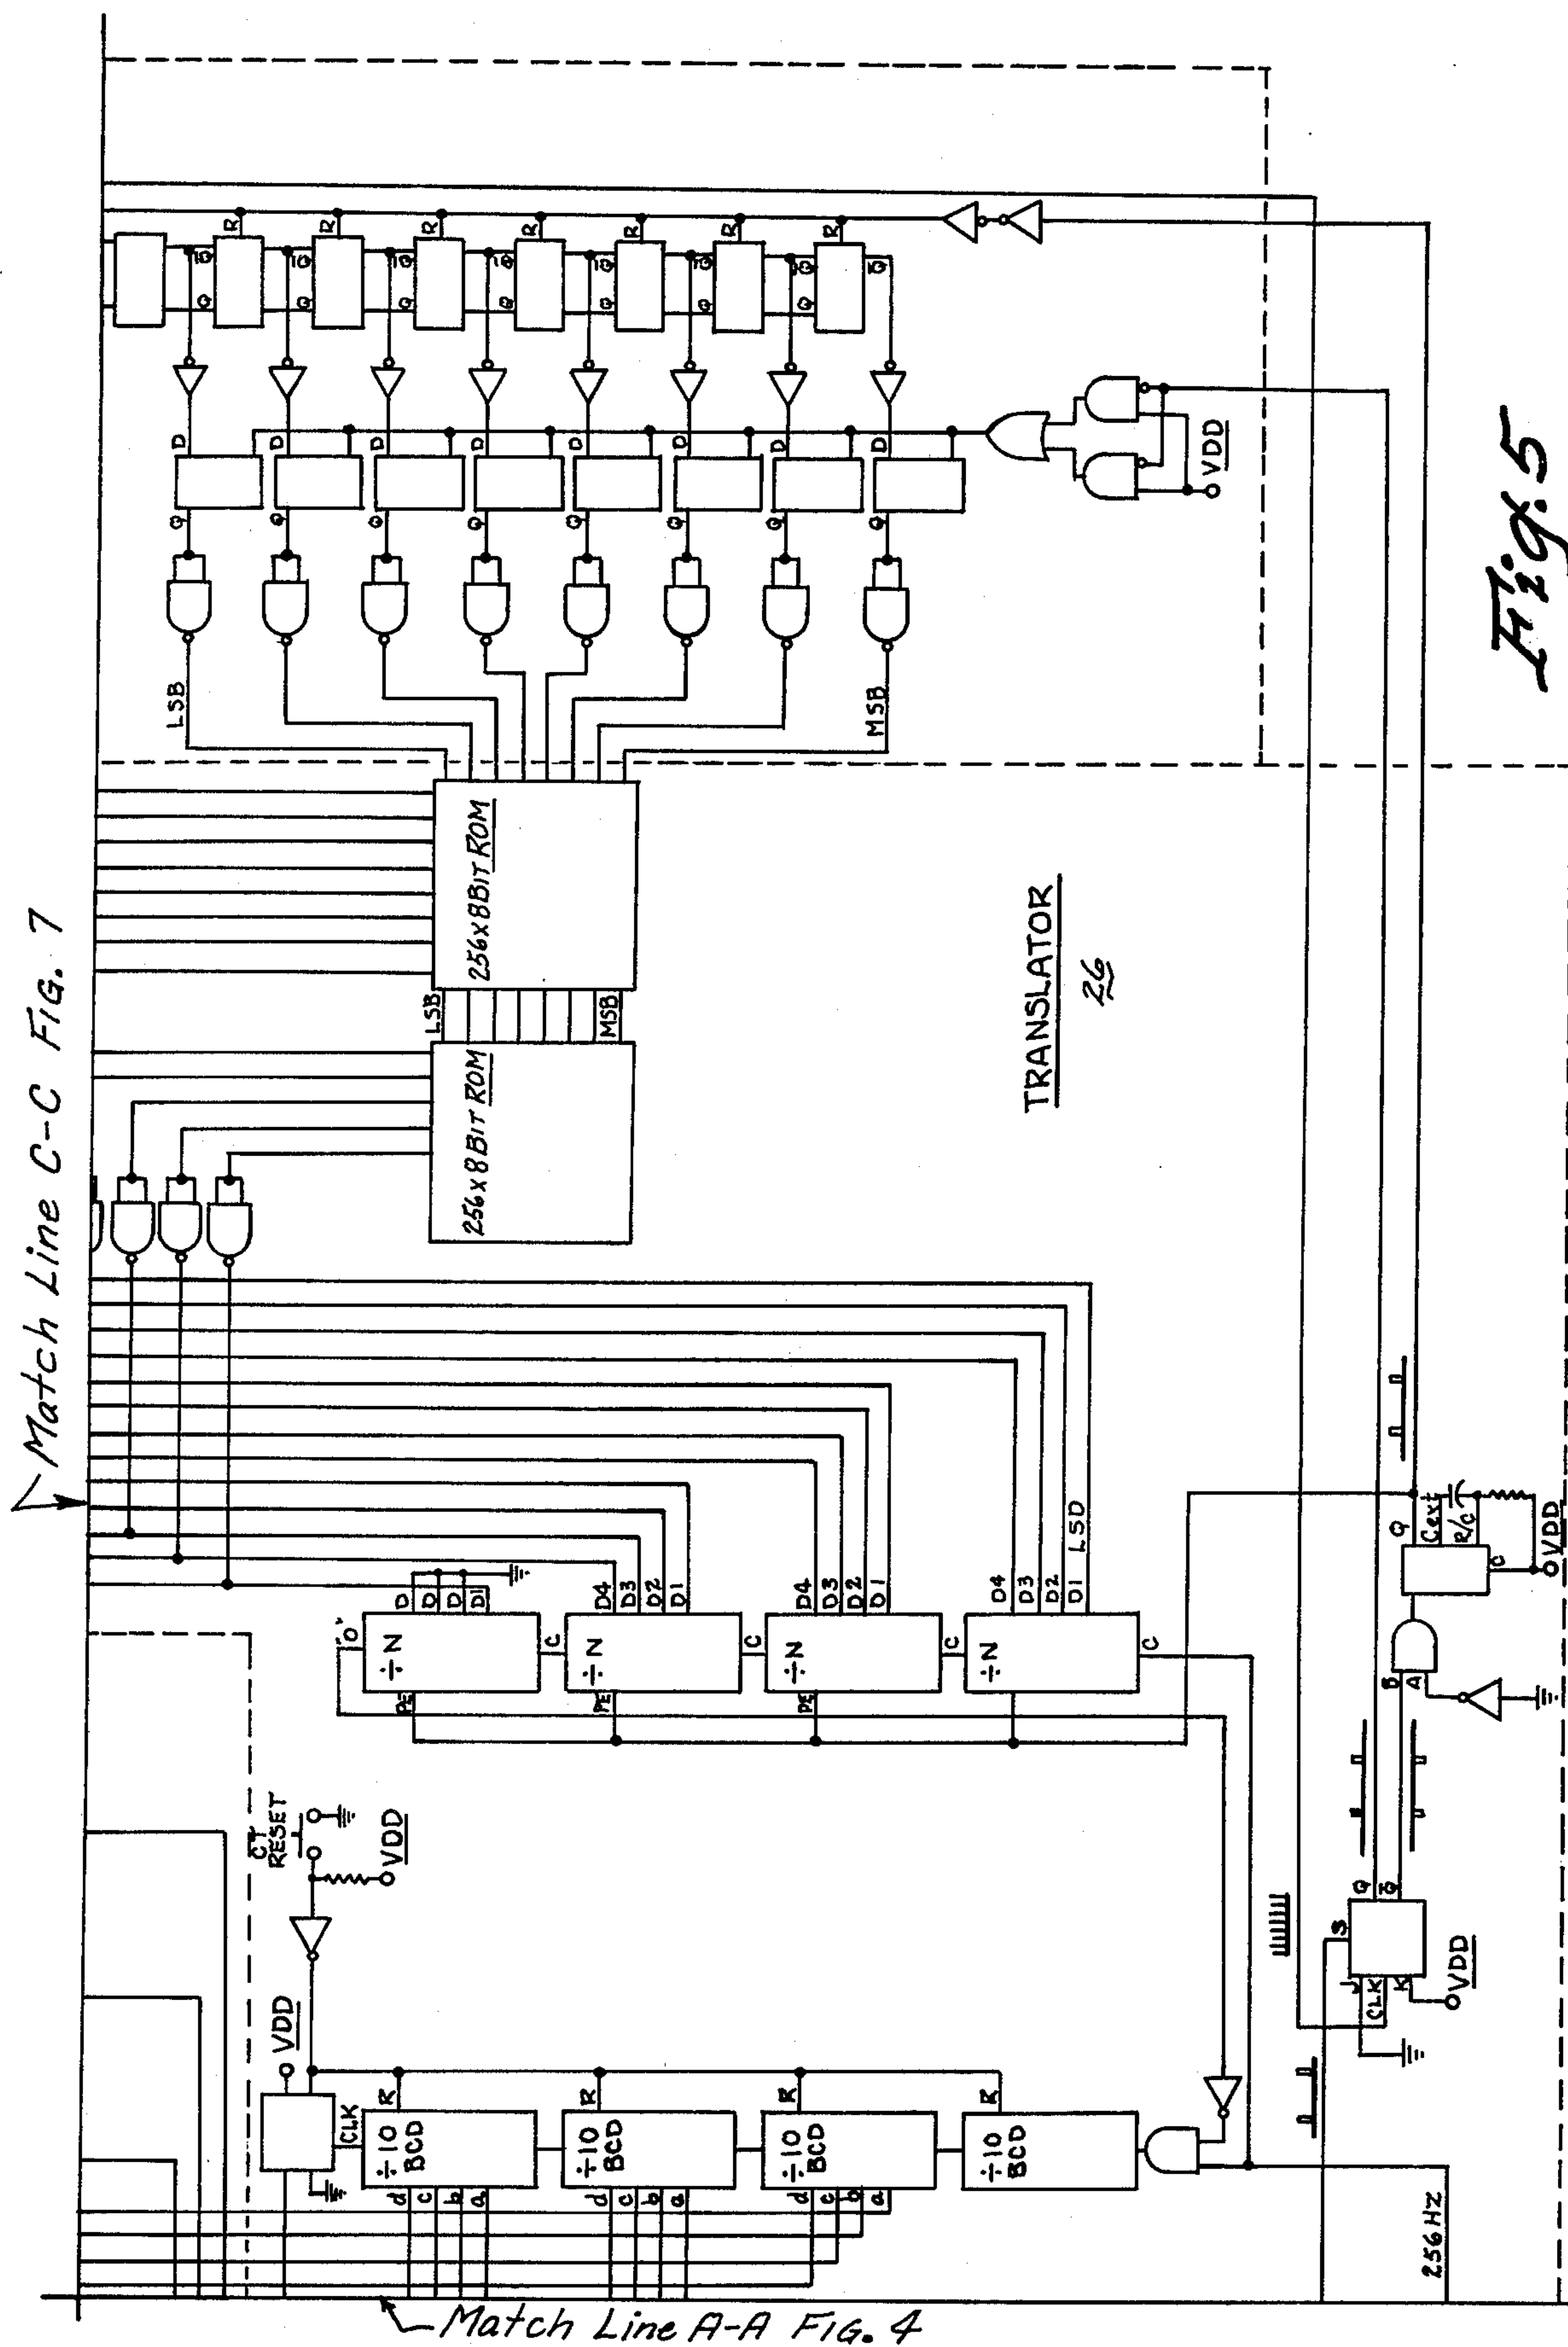 Match Line C-C FIG. 7
R
R
R
R
R
R
R
Q Q̅
Q Q̅
Q Q̅
Q Q̅
Q Q̅
Q Q̅
Q Q̅
D
D
D
D
D
D
D
D
Q
Q
Q
Q
Q
Q
Q
Q
VDD
LSB
MSB
256x8BIT ROM
LSB
MSB
256x8BIT ROM
TRANSLATOR
26
"0"
÷N
PE
C
D
D
D
D1
÷N
PE
C
D4
D3
D2
D1
÷N
PE
C
D4
D3
D2
D1
÷N
C
D4
D3
D2
D1 LSD
CT
RESET
VDD
VDD
CLK
÷10
BCD
R
d
c
b
a
÷10
BCD
R
d
c
b
a
÷10
BCD
R
d
c
b
a
÷10
BCD
R
256HZ
S
J
CLK
K
Q
Q̅
VDD
B
A
Q
Cext
R/C
C
VDD
Match Line A-A FIG. 4
Fig. 5